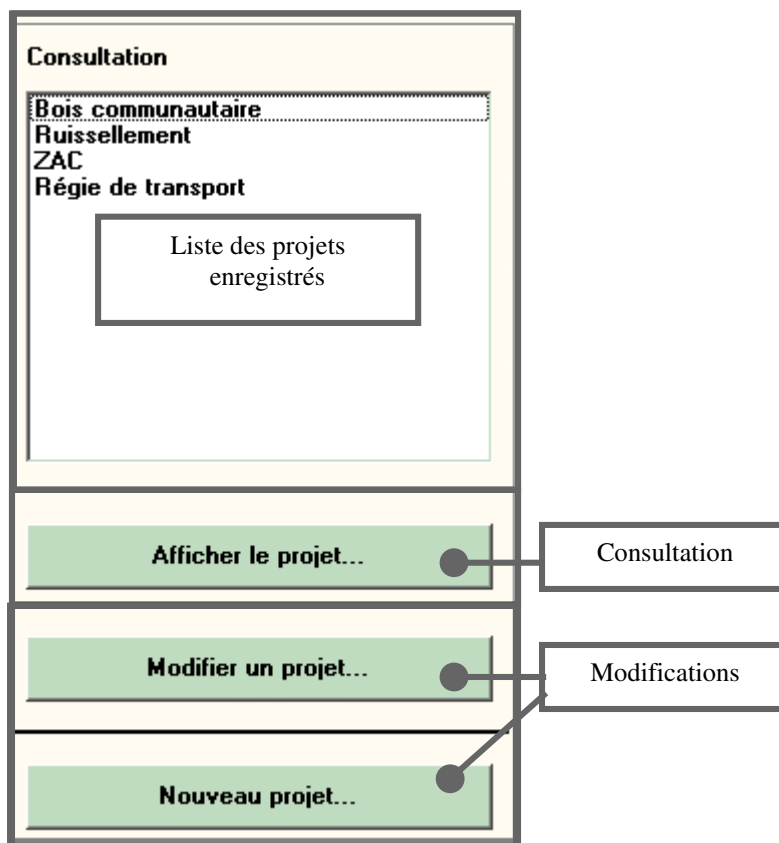 Consultation
Bois communautaire
Ruissellement
ZAC
Régie de transport
Liste des projets
enregistrés
Afficher le projet...
Consultation
Modifier un projet...
Modifications
Nouveau projet...